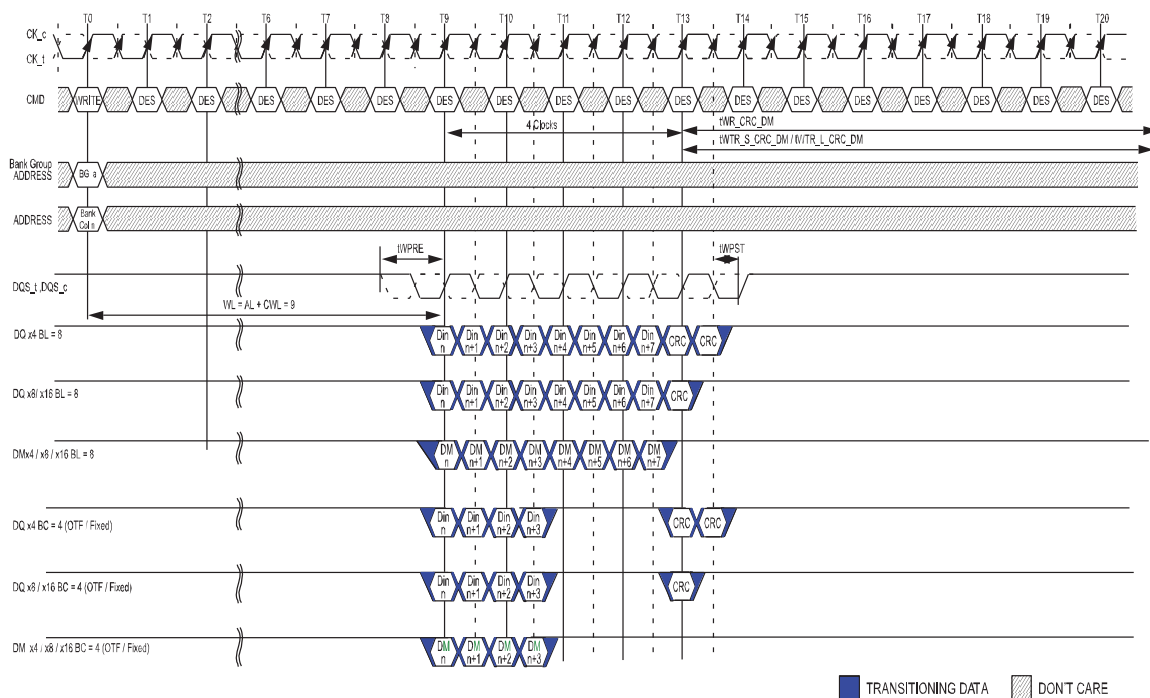 T0 T1 T2 T6 T7 T8 T9 T10 T11 T12 T13 T14 T15 T16 T17 T18 T19 T20
CK_c
CK_t
CMD WRITE DES DES DES DES DES DES DES DES DES DES DES DES DES DES DES DES DES
4 Clocks tWR_CRC_DM
tWTR_S_CRC_DM / tWTR_L_CRC_DM
Bank Group
ADDRESS BG a
ADDRESS Bank
Col n
tWPRE tWPST
DQS_t ,DQS_c
WL = AL + CWL = 9
DQ x4 BL = 8 Din n Din n+1 Din n+2 Din n+3 Din n+4 Din n+5 Din n+6 Din n+7 CRC CRC
DQ x8/ x16 BL = 8 Din n Din n+1 Din n+2 Din n+3 Din n+4 Din n+5 Din n+6 Din n+7 CRC
DMx4 / x8 / x16 BL = 8 DM n DM n+1 DM n+2 DM n+3 DM n+4 DM n+5 DM n+6 DM n+7
DQ x4 BC = 4 (OTF / Fixed) Din n Din n+1 Din n+2 Din n+3 CRC CRC
DQ x8 / x16 BC = 4 (OTF / Fixed) Din n Din n+1 Din n+2 Din n+3 CRC
DM x4 / x8 / x16 BC = 4 (OTF / Fixed) DM n DM n+1 DM n+2 DM n+3
TRANSITIONING DATA DON'T CARE